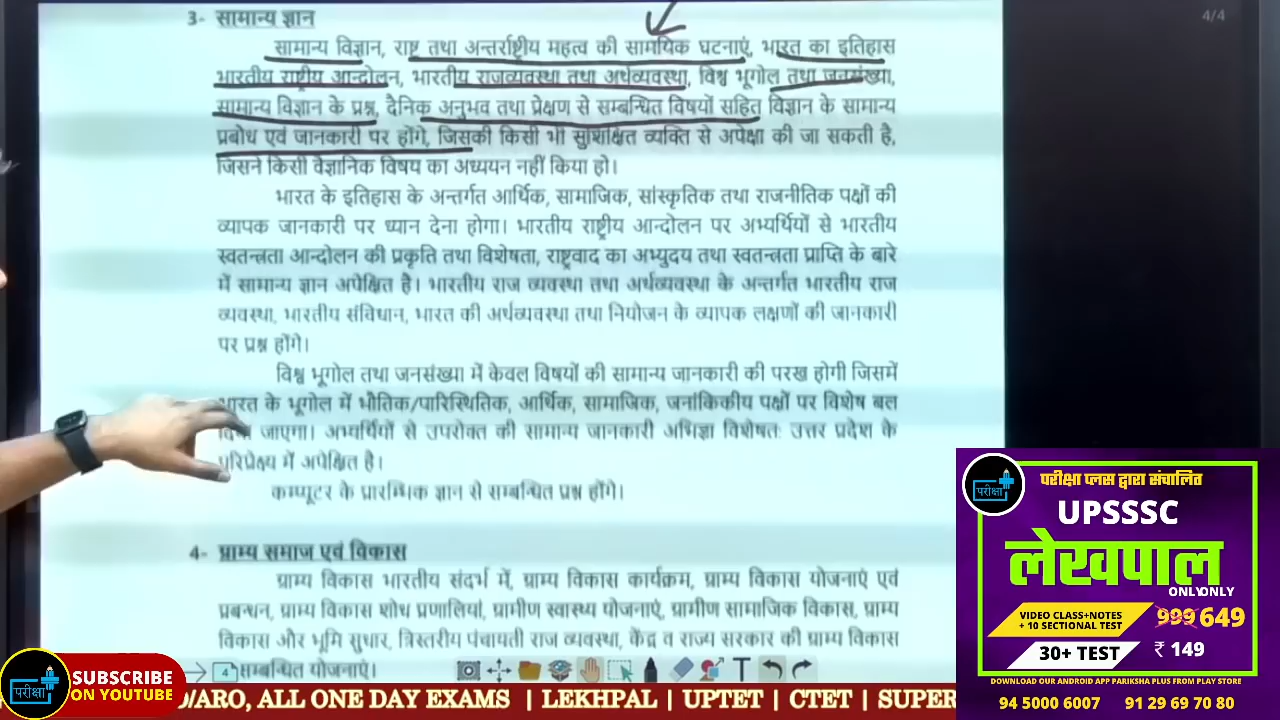 4/4
3- सामान्य ज्ञान
सामान्य विज्ञान, राष्ट्र तथा अन्तर्राष्ट्रीय महत्व की सामयिक घटनाएं, भारत का इतिहास
भारतीय राष्ट्रीय आन्दोलन, भारतीय राजव्यवस्था तथा अर्थव्यवस्था, विश्व भूगोल तथा जनसंख्या,
सामान्य विज्ञान के प्रश्न, दैनिक अनुभव तथा प्रेक्षण से सम्बन्धित विषयों सहित विज्ञान के सामान्य
प्रबोध एवं जानकारी पर होंगे, जिसकी किसी भी सुशिक्षित व्यक्ति से अपेक्षा की जा सकती है,
जिसने किसी वैज्ञानिक विषय का अध्ययन नहीं किया हो।
भारत के इतिहास के अन्तर्गत आर्थिक, सामाजिक, सांस्कृतिक तथा राजनीतिक पक्षों की
व्यापक जानकारी पर ध्यान देना होगा। भारतीय राष्ट्रीय आन्दोलन पर अभ्यर्थियों से भारतीय
स्वतन्त्रता आन्दोलन की प्रकृति तथा विशेषता, राष्ट्रवाद का अभ्युदय तथा स्वतन्त्रता प्राप्ति के बारे
में सामान्य ज्ञान अपेक्षित है। भारतीय राज व्यवस्था तथा अर्थव्यवस्था के अन्तर्गत भारतीय राज
व्यवस्था, भारतीय संविधान, भारत की अर्थव्यवस्था तथा नियोजन के व्यापक लक्षणों की जानकारी
पर प्रश्न होंगे।
विश्व भूगोल तथा जनसंख्या में केवल विषयों की सामान्य जानकारी की परख होगी जिसमें
भारत के भूगोल में भौतिक/पारिस्थितिक, आर्थिक, सामाजिक, जनांकिकीय पक्षों पर विशेष बल
जाएगा। अभ्यर्थियों से उपरोक्त की सामान्य जानकारी अभिज्ञा विशेषतः उत्तर प्रदेश के
परिप्रेक्ष्य में अपेक्षित है।
कम्प्यूटर के प्रारम्भिक ज्ञान से सम्बन्धित प्रश्न होंगे।
4- ग्राम्य समाज एवं विकास
ग्राम्य विकास भारतीय संदर्भ में, ग्राम्य विकास कार्यक्रम, ग्राम्य विकास योजनाएं एवं
प्रबन्धन, ग्राम्य विकास शोध प्रणालियां, ग्रामीण स्वास्थ्य योजनाएं, ग्रामीण सामाजिक विकास, ग्राम्य
विकास और भूमि सुधार, त्रिस्तरीय पंचायती राज व्यवस्था, केंद्र व राज्य सरकार की ग्राम्य विकास
सम्बन्धित योजनाएं।
4
T
परीक्षा
SUBSCRIBE
ON YOUTUBE
/ARO, ALL ONE DAY EXAMS | LEKHPAL | UPTET | CTET | SUPER
परीक्षा
परीक्षा प्लस द्वारा संचालित
UPSSSC
लेखपाल
ONLY ONLY
VIDEO CLASS+NOTES
+ 10 SECTIONAL TEST
999 649
30+ TEST
₹ 149
DOWNLOAD OUR ANDROID APP PARIKSHA PLUS FROM PLAY STORE
94 5000 6007 91 29 69 70 80